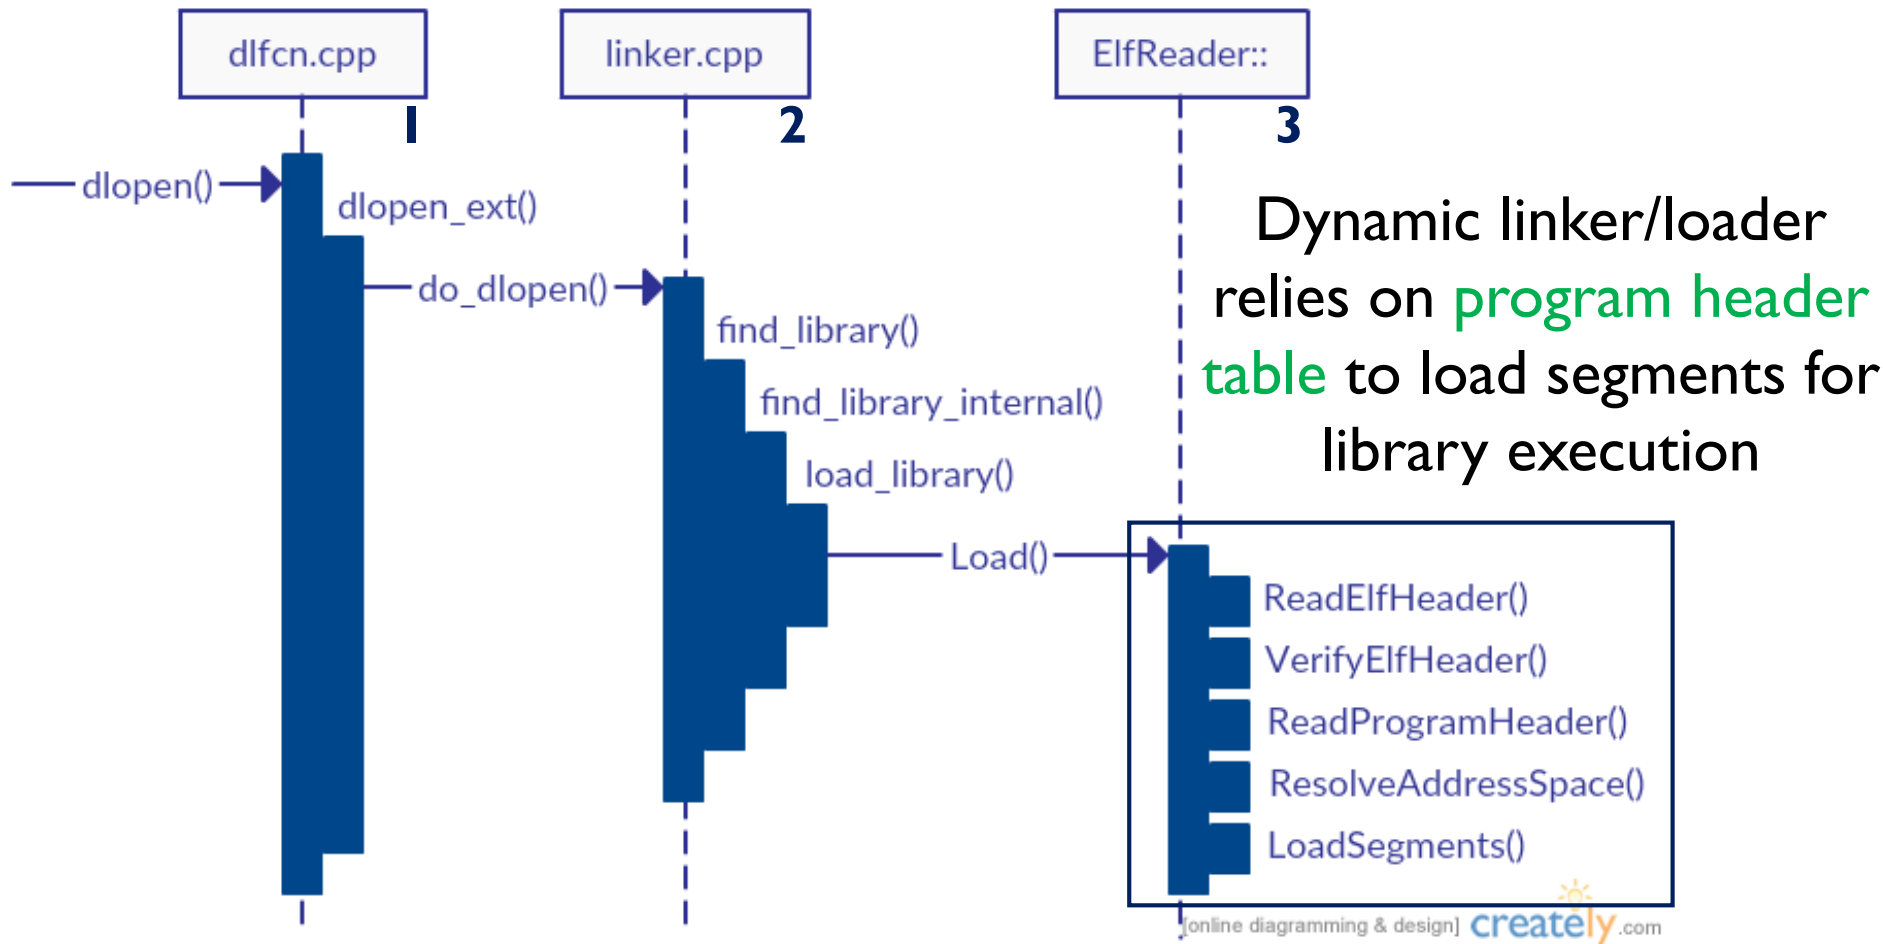 dlfcn.cpp
linker.cpp
ElfReader::
1
2
3
dlopen()
dlopen_ext()
do_dlopen()
find_library()
find_library_internal()
load_library()
Load()
Dynamic linker/loader
relies on program header
table to load segments for
library execution
ReadElfHeader()
VerifyElfHeader()
ReadProgramHeader()
ResolveAddressSpace()
LoadSegments()
[online diagramming & design] creately.com